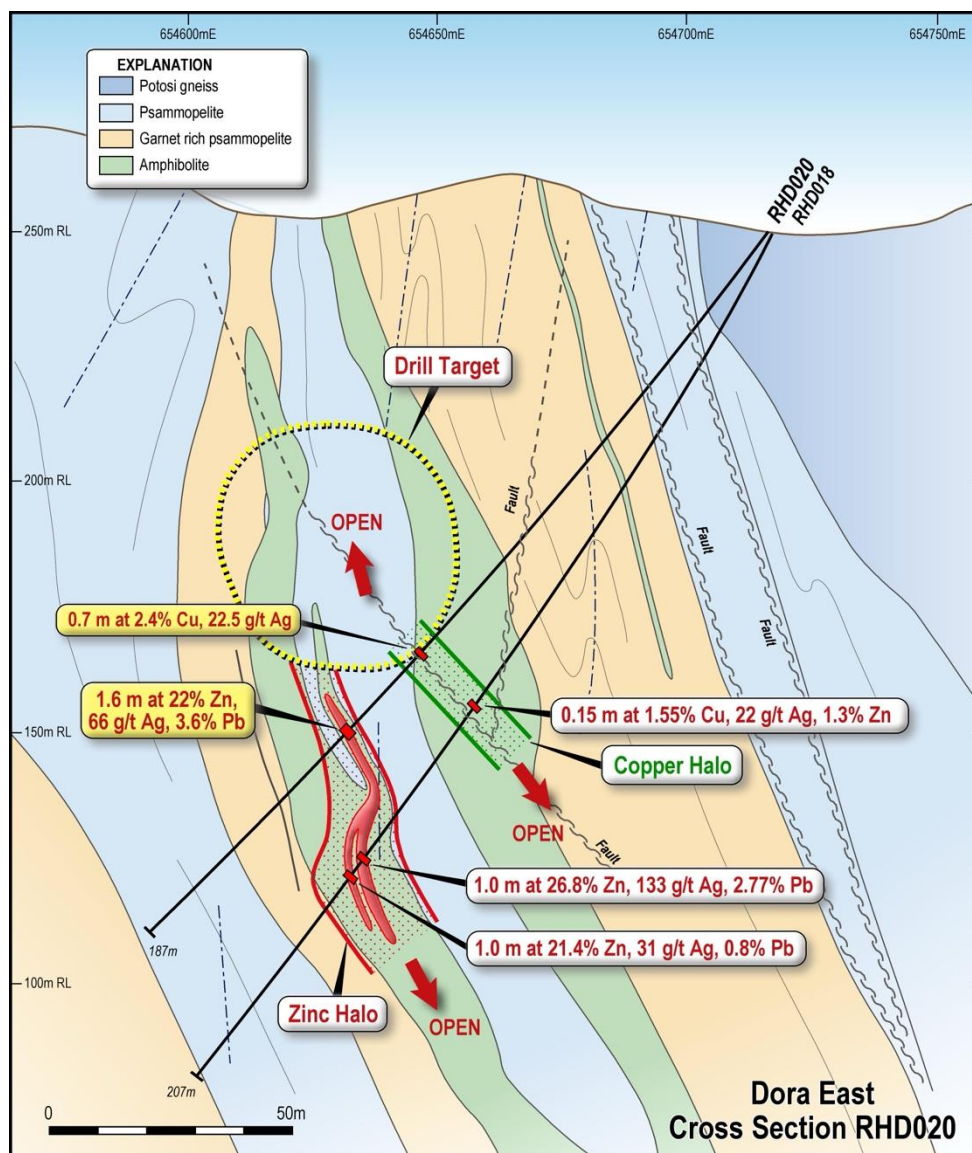 654600mE
654650mE
654700mE
654750mE
EXPLANATION
Potosi gneiss
Psammopelite
Garnet rich psammopelite
Amphibolite
RHD020
RHD018
250m RL
Drill Target
200m RL
Fault
OPEN
Fault
Fault
0.7 m at 2.4% Cu, 22.5 g/t Ag
1.6 m at 22% Zn,
66 g/t Ag, 3.6% Pb
0.15 m at 1.55% Cu, 22 g/t Ag, 1.3% Zn
150m RL
Copper Halo
OPEN
Fault
1.0 m at 26.8% Zn, 133 g/t Ag, 2.77% Pb
1.0 m at 21.4% Zn, 31 g/t Ag, 0.8% Pb
187m
100m RL
Zinc Halo
OPEN
207m
0
50m
Dora East
Cross Section RHD020